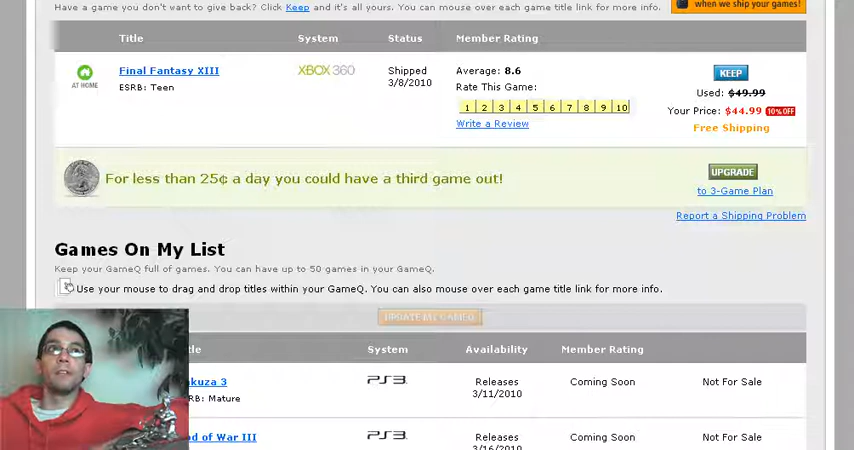 Have a game you don't want to give back? Click Keep and it's all yours. You can mouse over each game title link for more info.
when we ship your games!
Title System Status Member Rating
AT HOME
Final Fantasy XIII
ESRB: Teen
XBOX 360
Shipped
3/8/2010
Average: 8.6
Rate This Game:
1 2 3 4 5 6 7 8 9 10
Write a Review
KEEP
Used: $49.99
Your Price: $44.99 10% OFF
Free Shipping
For less than 25¢ a day you could have a third game out!
UPGRADE
to 3-Game Plan
Report a Shipping Problem
Games On My List
Keep your GameQ full of games. You can have up to 50 games in your GameQ.
Use your mouse to drag and drop titles within your GameQ. You can also mouse over each game title link for more info.
UPDATE MY GAMEQ
tle System Availability Member Rating
akuza 3
RB: Mature
PS3
Releases
3/11/2010
Coming Soon
Not For Sale
od of War III
PS3
Releases
3/16/2010
Coming Soon
Not For Sale